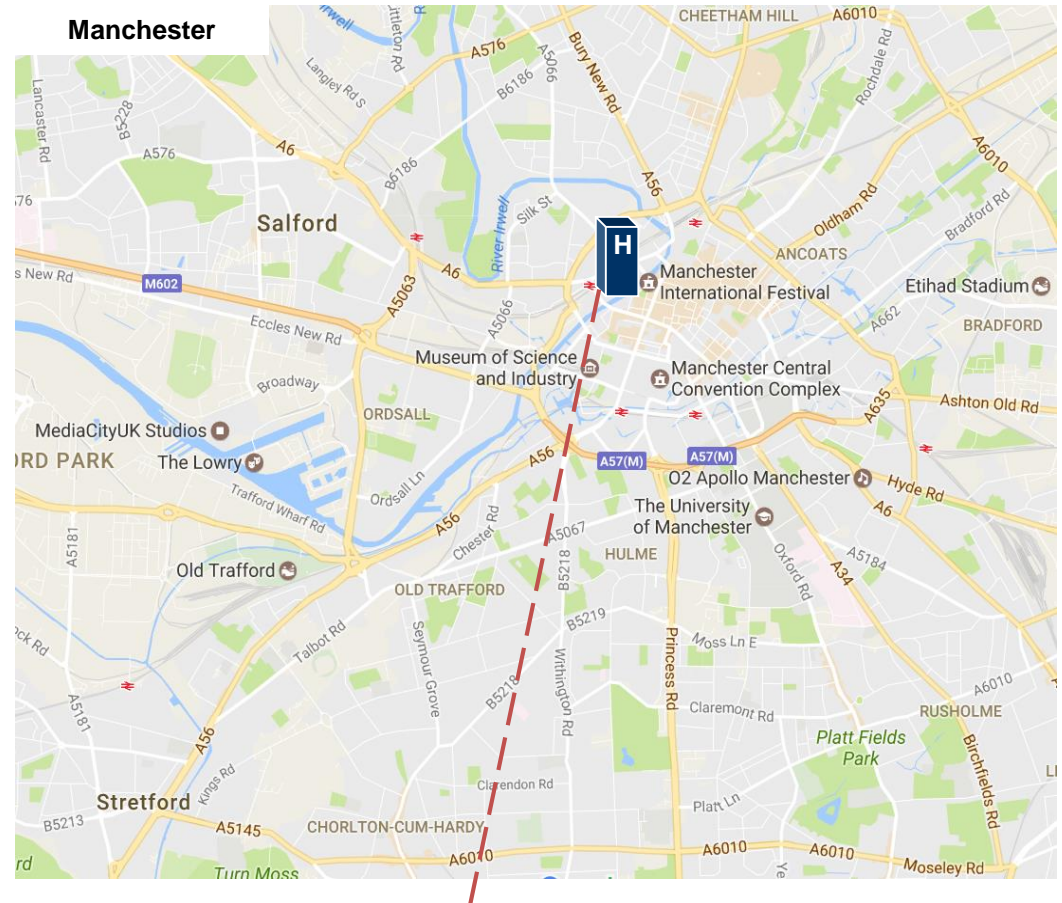 Manchester
Irwell
Littleton Rd
CHEETHAM HILL
A6010
A576
A5066
Bury New Rd
Rochdale Rd
Langley Rd S
B6186
Lancaster Rd
B5228
A6
A6010
A576
B6186
A56
Oldham Rd
Bradford Rd
Silk St
River Irwell
Salford
ANCOATS
H
A6
Manchester
International Festival
Etihad Stadium
s New Rd
M602
A5063
A5066
A662
BRADFORD
Eccles New Rd
Museum of Science
and Industry
Manchester Central
Convention Complex
Broadway
ORDSALL
A635
Ashton Old Rd
MediaCityUK Studios
ORD PARK
The Lowry
A56
A57(M)
A57(M)
O2 Apollo Manchester
Hyde Rd
Trafford Wharf Rd
Ordsall Ln
A56
Chester Rd
A6
The University
of Manchester
A5181
A5067
HULME
Oxford Rd
A34
A5184
Old Trafford
OLD TRAFFORD
B5218
B5219
ock Rd
Talbot Rd
Seymour Grove
Withington Rd
Princess Rd
Moss Ln E
B5218
A5181
Claremont Rd
A6010
RUSHOLME
A56
Kings Rd
Platt Fields
Park
Birchfields Rd
Stretford
Clarendon Rd
Platt Ln
B5213
A5145
CHORLTON-CUM-HARDY
A6010
A6010
A6010
Moseley Rd
rd
Turn Moss